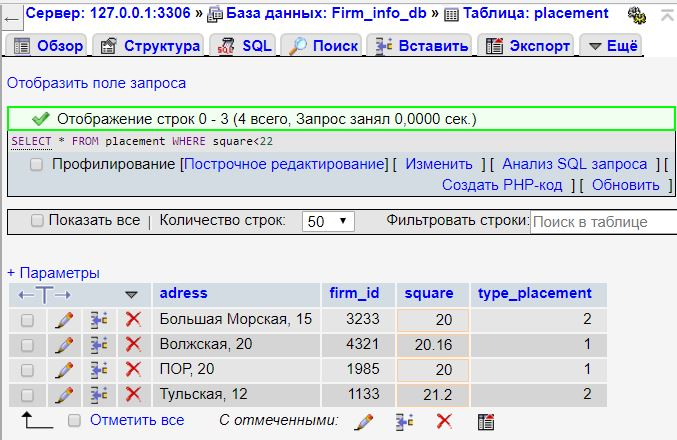 Сервер: 127.0.0.1:3306 » База данных: Firm_info_db » Таблица: placement
Обзор Структура SQL Поиск Вставить Экспорт Ещё
Отобразить поле запроса
Отображение строк 0 - 3 (4 всего, Запрос занял 0,0000 сек.)
SELECT * FROM placement WHERE square<22
Профилирование [Построчное редактирование] [ Изменить ] [ Анализ SQL запроса ] [
Создать PHP-код ] [ Обновить ]
Показать все | Количество строк: 50 Фильтровать строки: Поиск в таблице
+ Параметры
←T→ adress firm_id square type_placement
Большая Морская, 15 3233 20 2
Волжская, 20 4321 20.16 1
ПОР, 20 1985 20 1
Тульская, 12 1133 21.2 2
Отметить все С отмеченными: